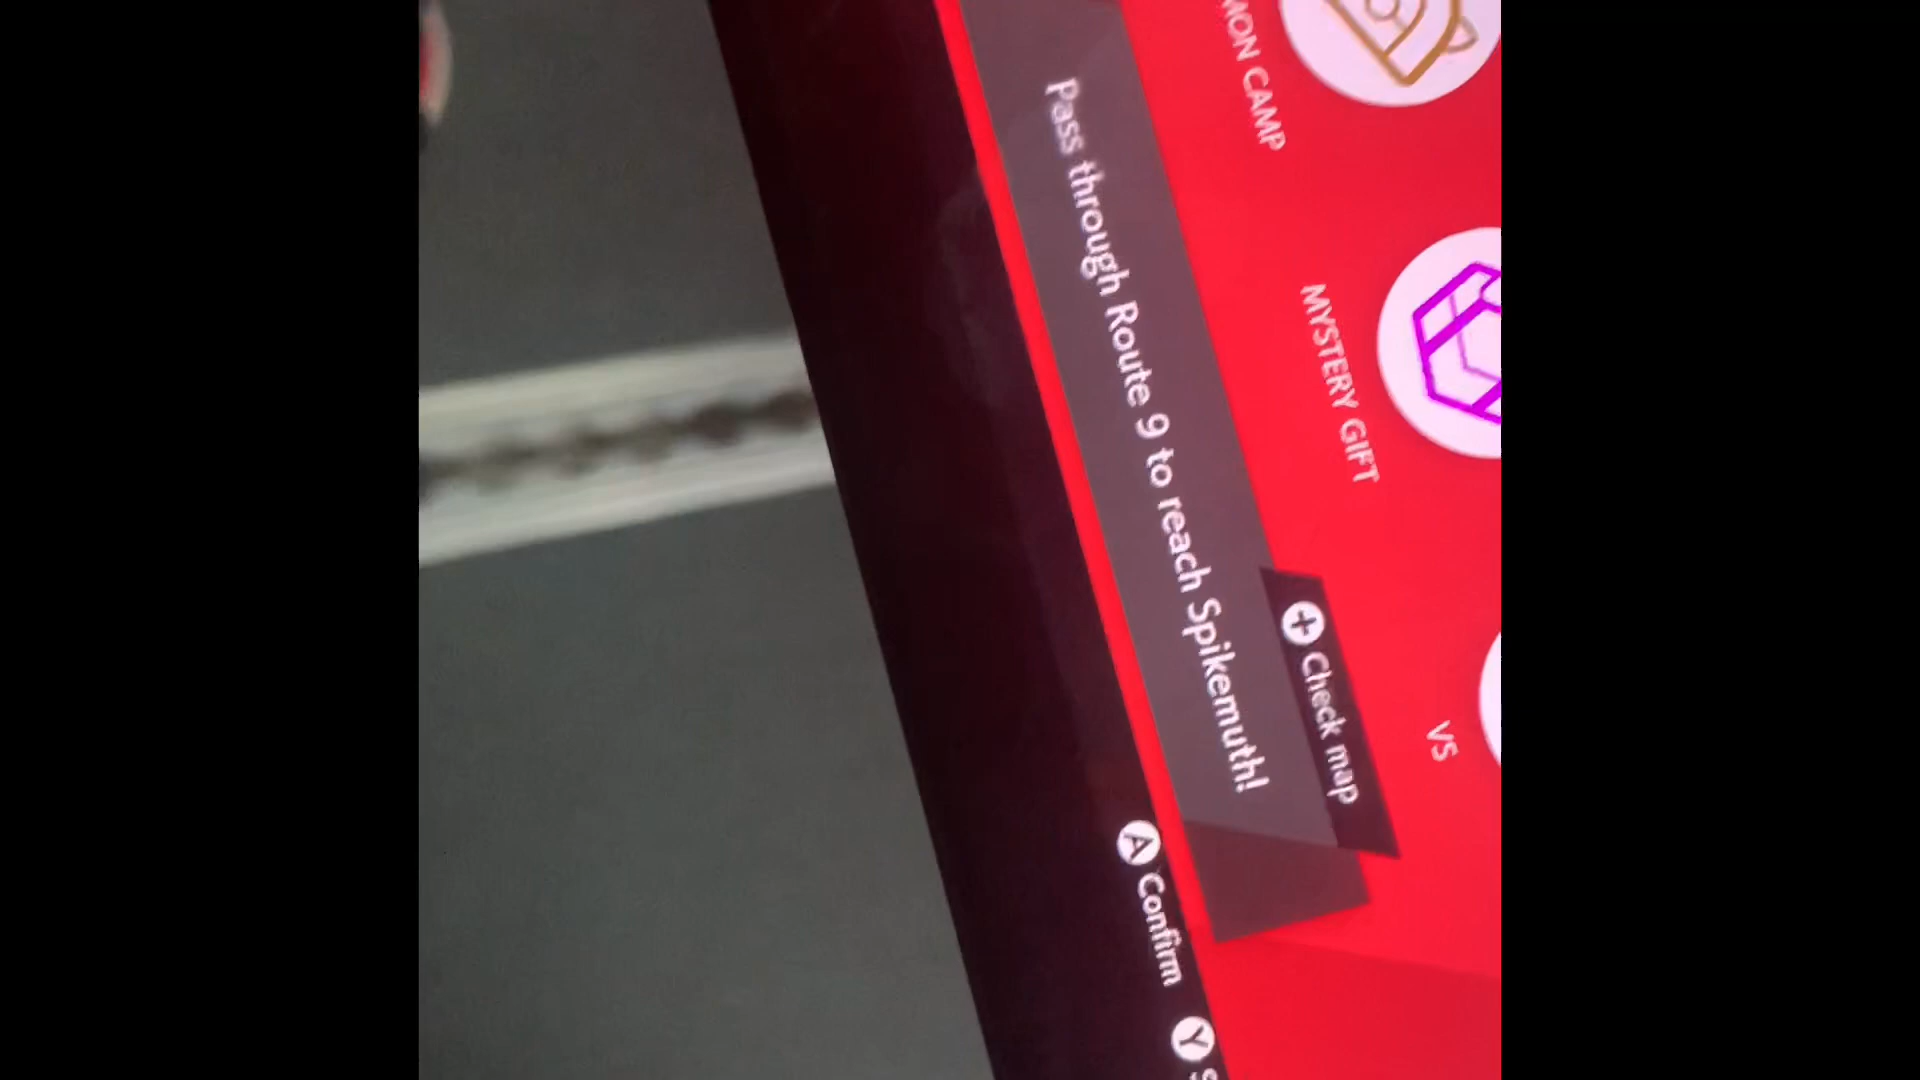 MON CAMP
MYSTERY GIFT
VS
+ Check map
Pass through Route 9 to reach Spikemuth!
A Confirm
Y S